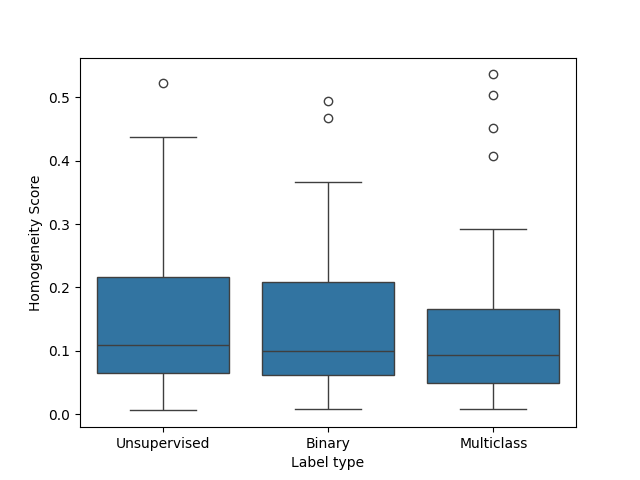 Homogeneity Score
0.5
0.4
0.3
0.2
0.1
0.0
Unsupervised
Binary
Multiclass
Label type